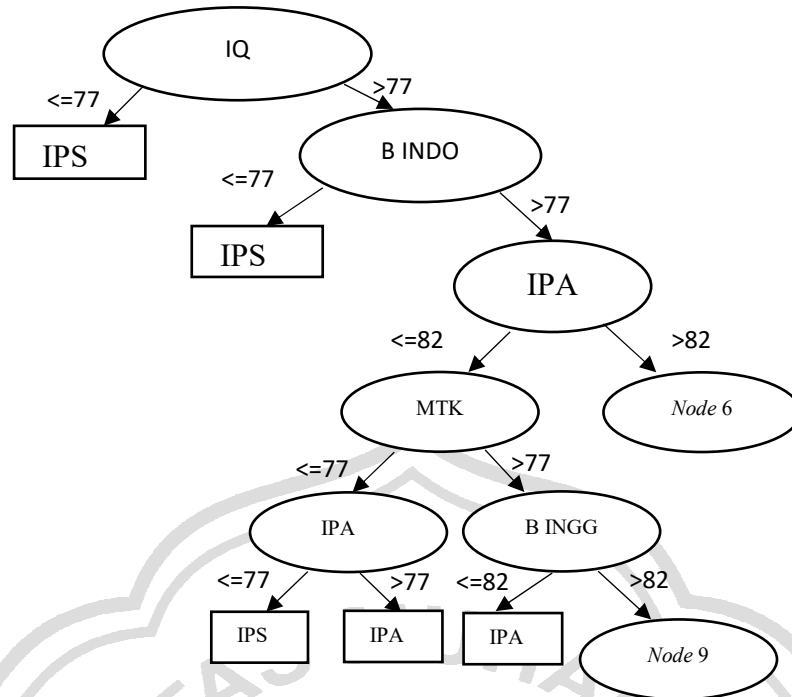 IQ
<=77
>77
IPS
B INDO
<=77
>77
IPS
IPA
<=82
>82
MTK
Node 6
<=77
>77
IPA
B INGG
<=77
>77
<=82
>82
IPS
IPA
IPA
Node 9